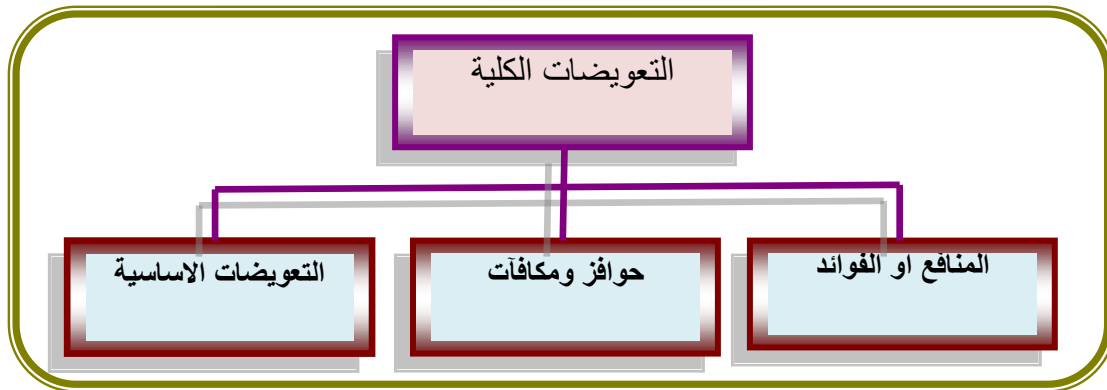 التعويضات الكلية
المنافع او الفوائد
حوافز ومكافآت
التعويضات الاساسية